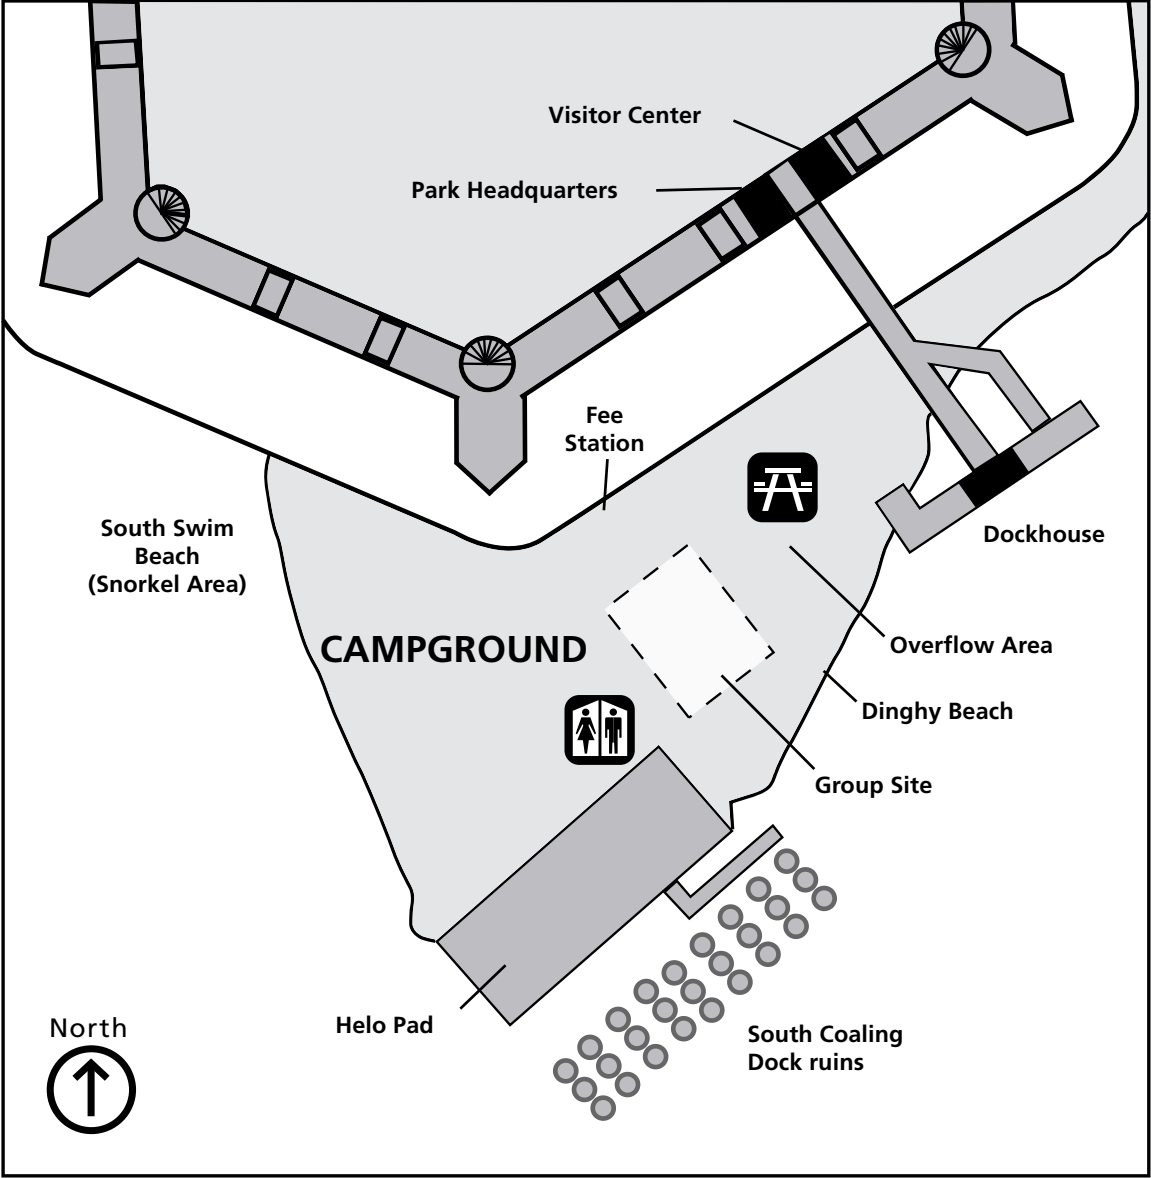 Visitor Center
Park Headquarters
Fee
Station
South Swim
Beach
(Snorkel Area)
Dockhouse
CAMPGROUND
Overflow Area
Dinghy Beach
Group Site
Helo Pad
North
South Coaling
Dock ruins